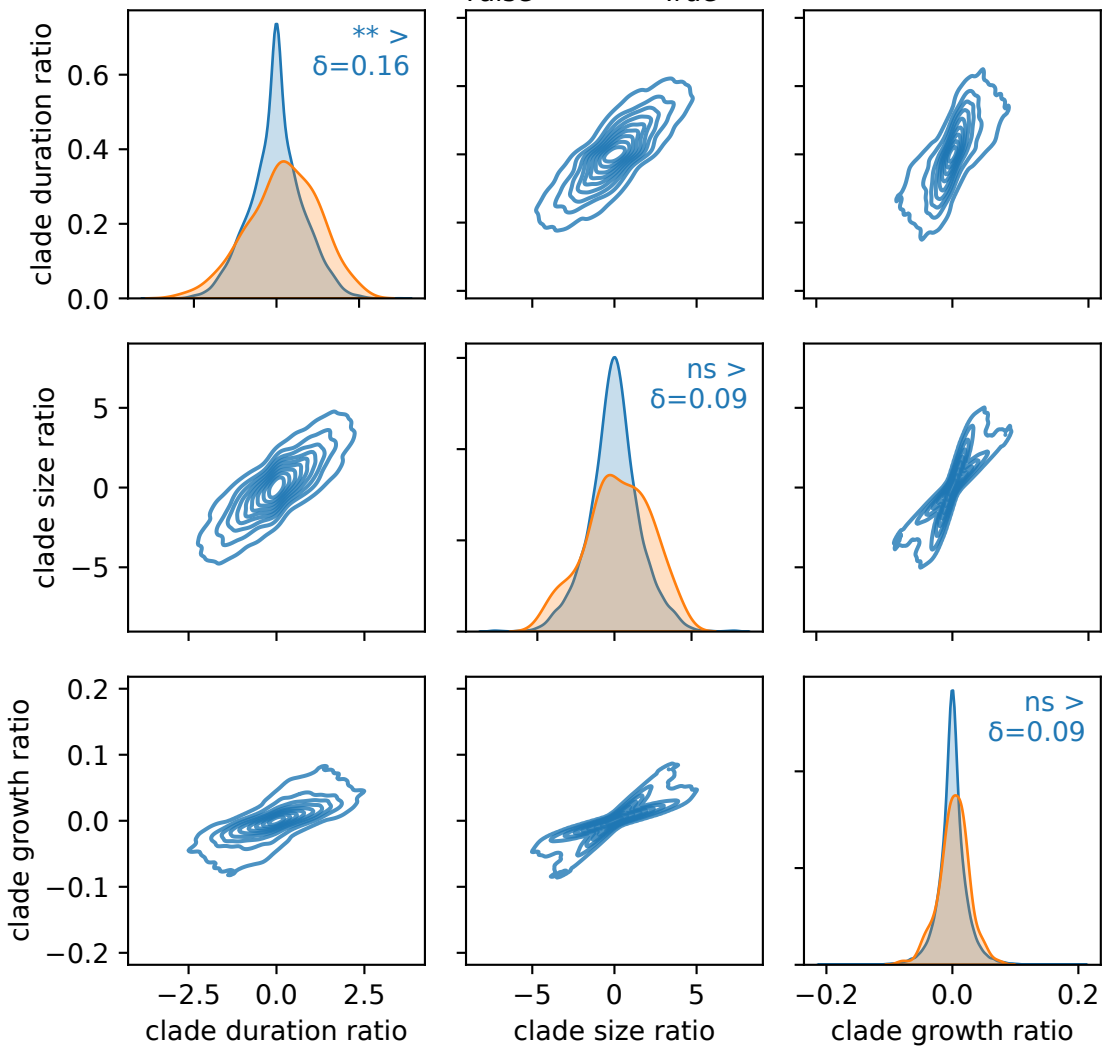 ** >
δ=0.16
clade duration ratio
0.6
0.4
0.2
0.0
ns >
δ=0.09
clade size ratio
5
0
−5
ns >
δ=0.09
clade growth ratio
0.2
0.1
0.0
−0.1
−0.2
−2.5 0.0 2.5
−5 0 5
−0.2 0.0 0.2
clade duration ratio
clade size ratio
clade growth ratio